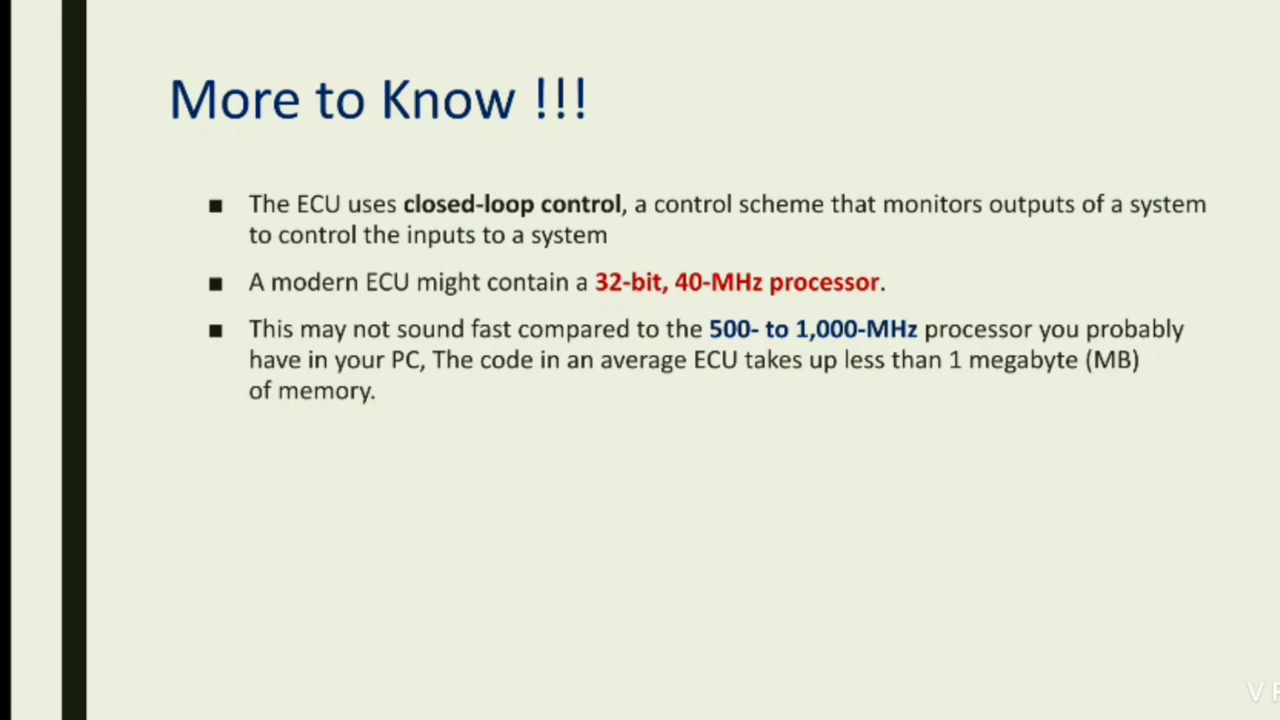 More to Know !!!
The ECU uses closed-loop control, a control scheme that monitors outputs of a system
to control the inputs to a system
A modern ECU might contain a 32-bit, 40-MHz processor.
This may not sound fast compared to the 500- to 1,000-MHz processor you probably
have in your PC, The code in an average ECU takes up less than 1 megabyte (MB)
of memory.